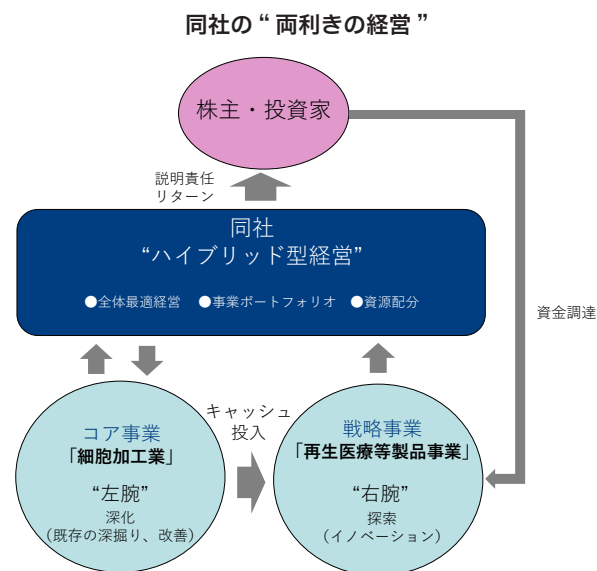 同社の“両利きの経営”
株主・投資家
説明責任
リターン
同社
“ハイブリッド型経営”
●全体最適経営 ●事業ポートフォリオ ●資源配分
資金調達
キャッシュ
投入
コア事業
「細胞加工業」
“左腕”
深化
（既存の深掘り、改善）
戦略事業
「再生医療等製品事業」
“右腕”
探索
（イノベーション）